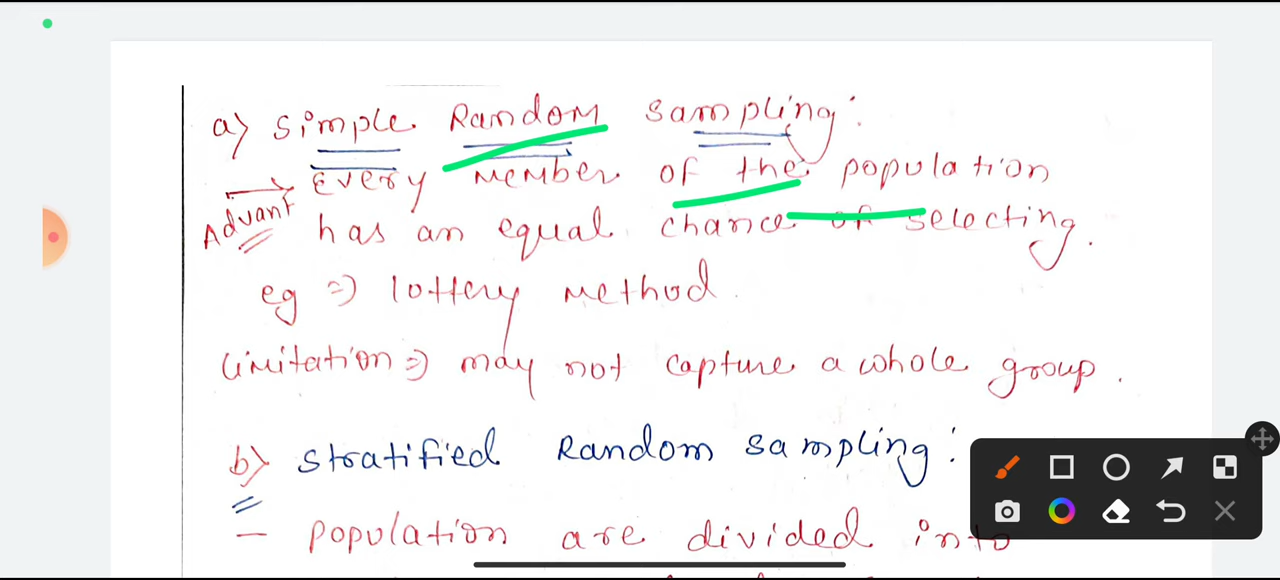 a) Simple Random sampling:
Every member of the population
Advant has an equal chance of selecting.
eg => lottery method.
limitation => may not capture a whole group.
b) Stratified Random sampling:
- population are divided into